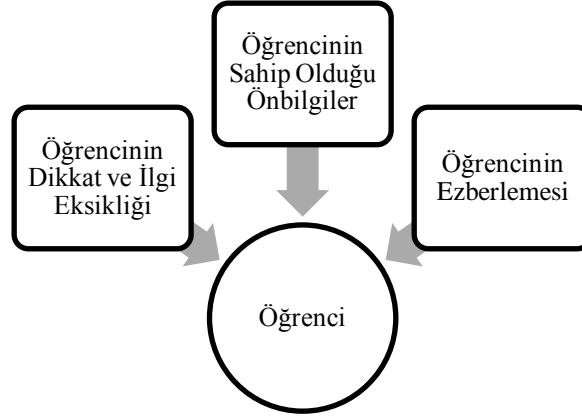 Öğrencinin
Sahip Olduğu
Önbilgiler
Öğrencinin
Dikkat ve İlgi
Eksikliği
Öğrencinin
Ezberlemesi
Öğrenci